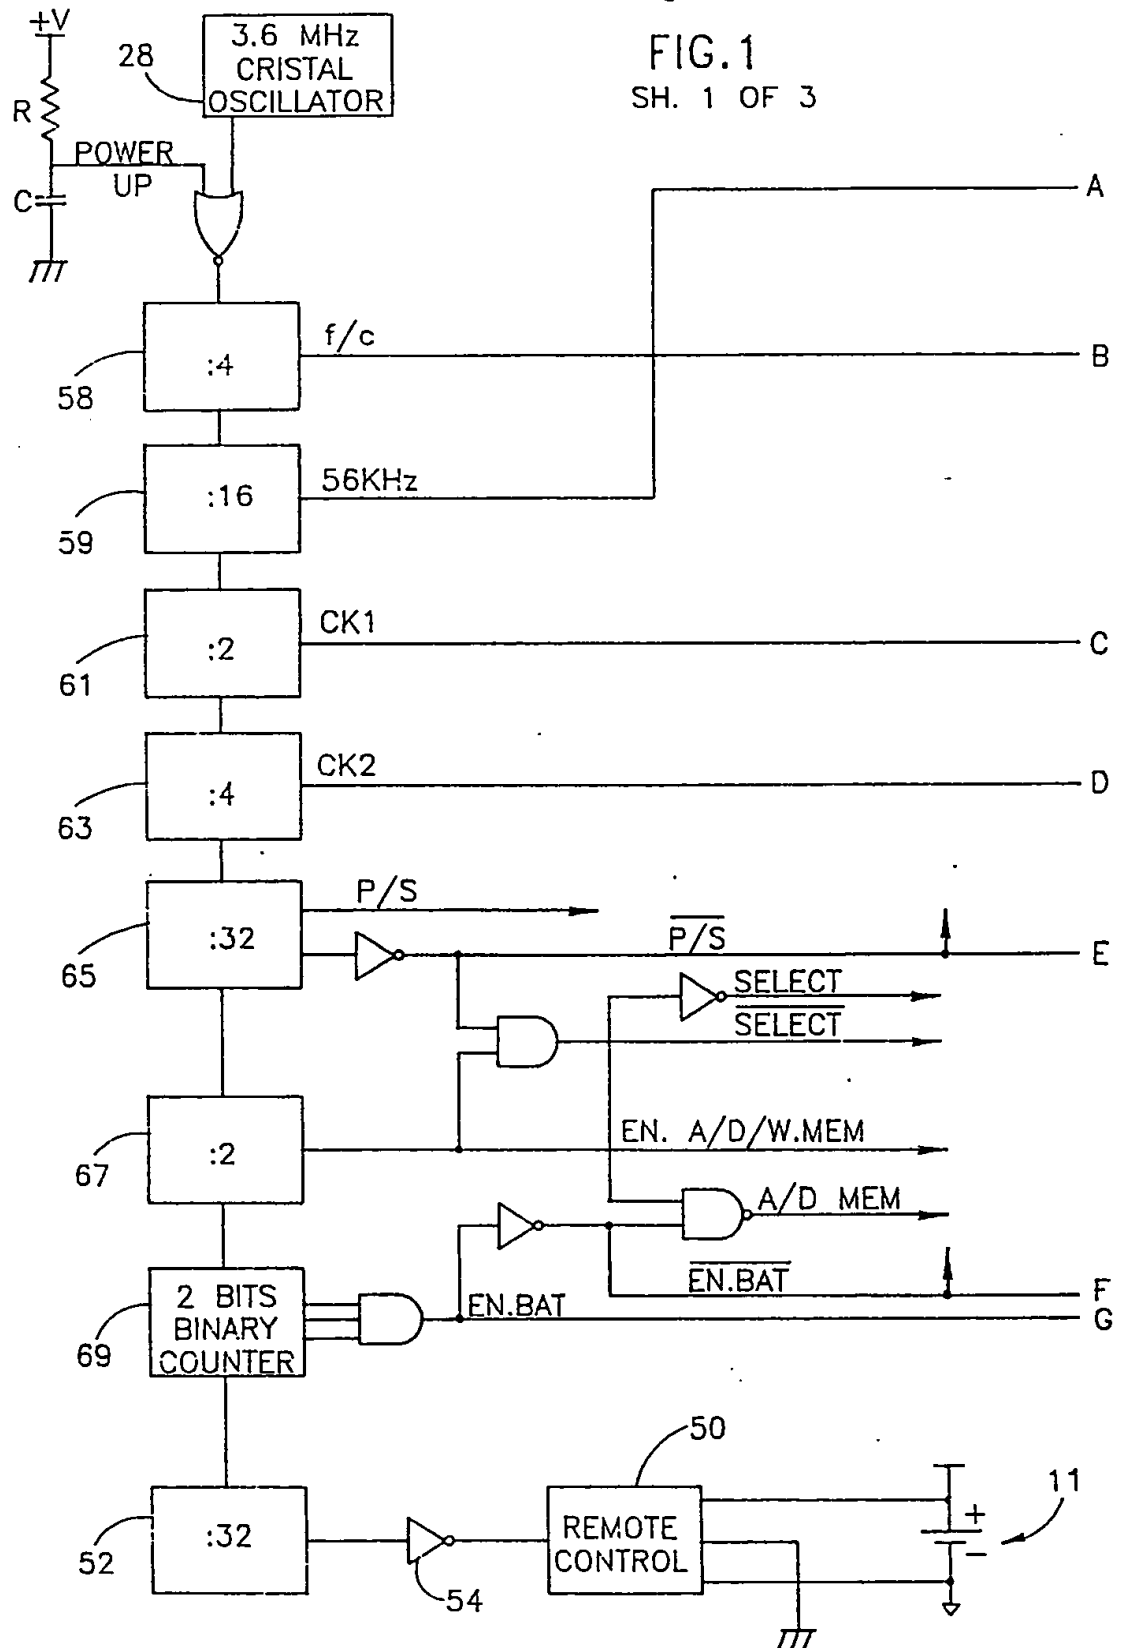 +V
3.6 MHz
CRISTAL
OSCILLATOR
28
FIG.1
SH. 1 OF 3
R
POWER
UP
C
A
:4
f/c
B
58
:16
56KHz
59
:2
CK1
C
61
:4
CK2
D
63
:32
P/S
P/S
E
65
SELECT
SELECT
:2
EN. A/D/W.MEM
67
A/D MEM
EN.BAT
F
2 BITS
BINARY
COUNTER
EN.BAT
G
69
50
11
:32
REMOTE
CONTROL
+
-
52
54